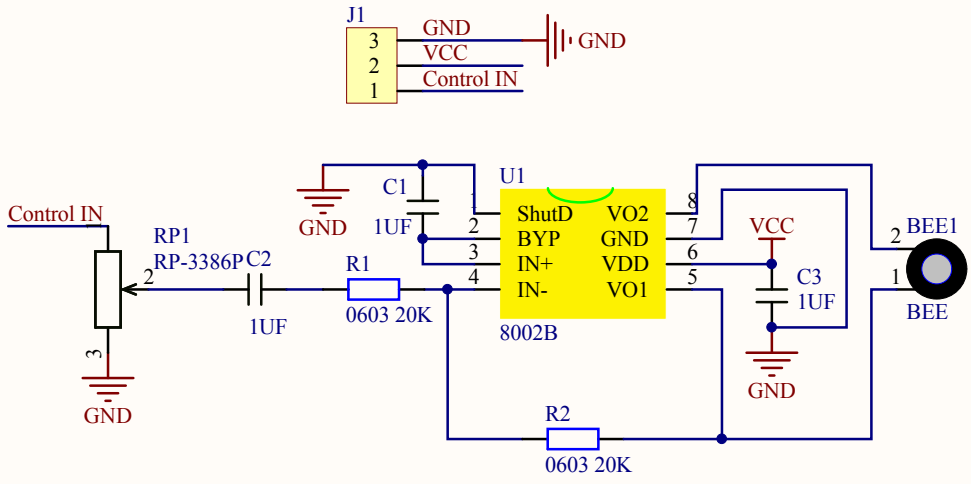 J1
3 GND
GND
2 VCC
1 Control IN
U1
C1
1UF
GND
1 ShutD VO2 8
2 BYP GND 7
3 IN+ VDD 6
4 IN- VO1 5
8002B
Control IN
RP1
RP-3386P
2
3
GND
C2
1UF
R1
0603 20K
VCC
C3
1UF
GND
2 BEE1
1
BEE
R2
0603 20K